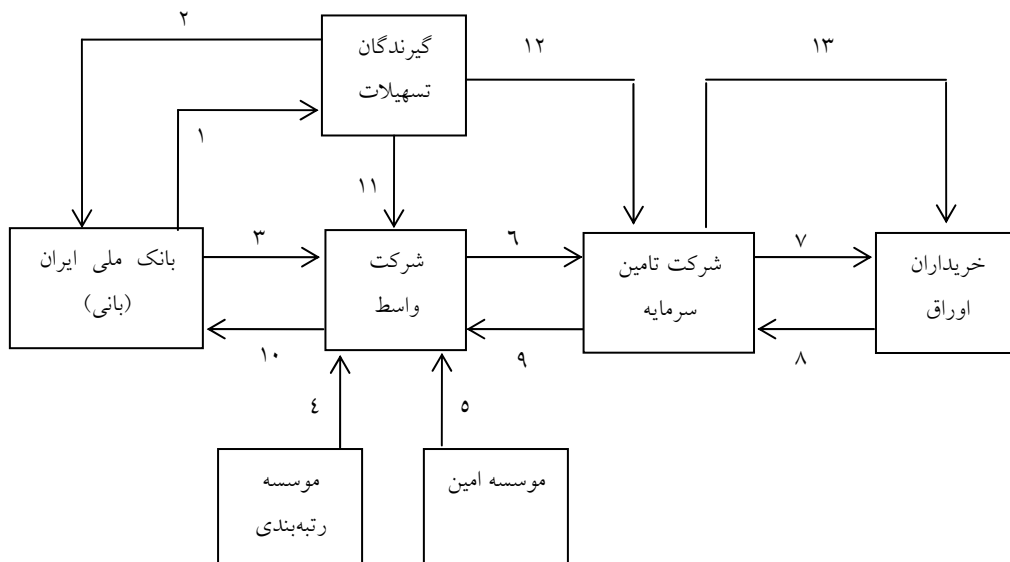 ۲
گیرندگان
تسهیلات
۱۲
۱۳
۱
۱۱
بانک ملی ایران
(بانی)
۳
شرکت
واسط
۶
شرکت تامین
سرمایه
۷
خریداران
اوراق
۱۰
۹
۸
٤
۵
موسسه
رتبه‌بندی
موسسه امین